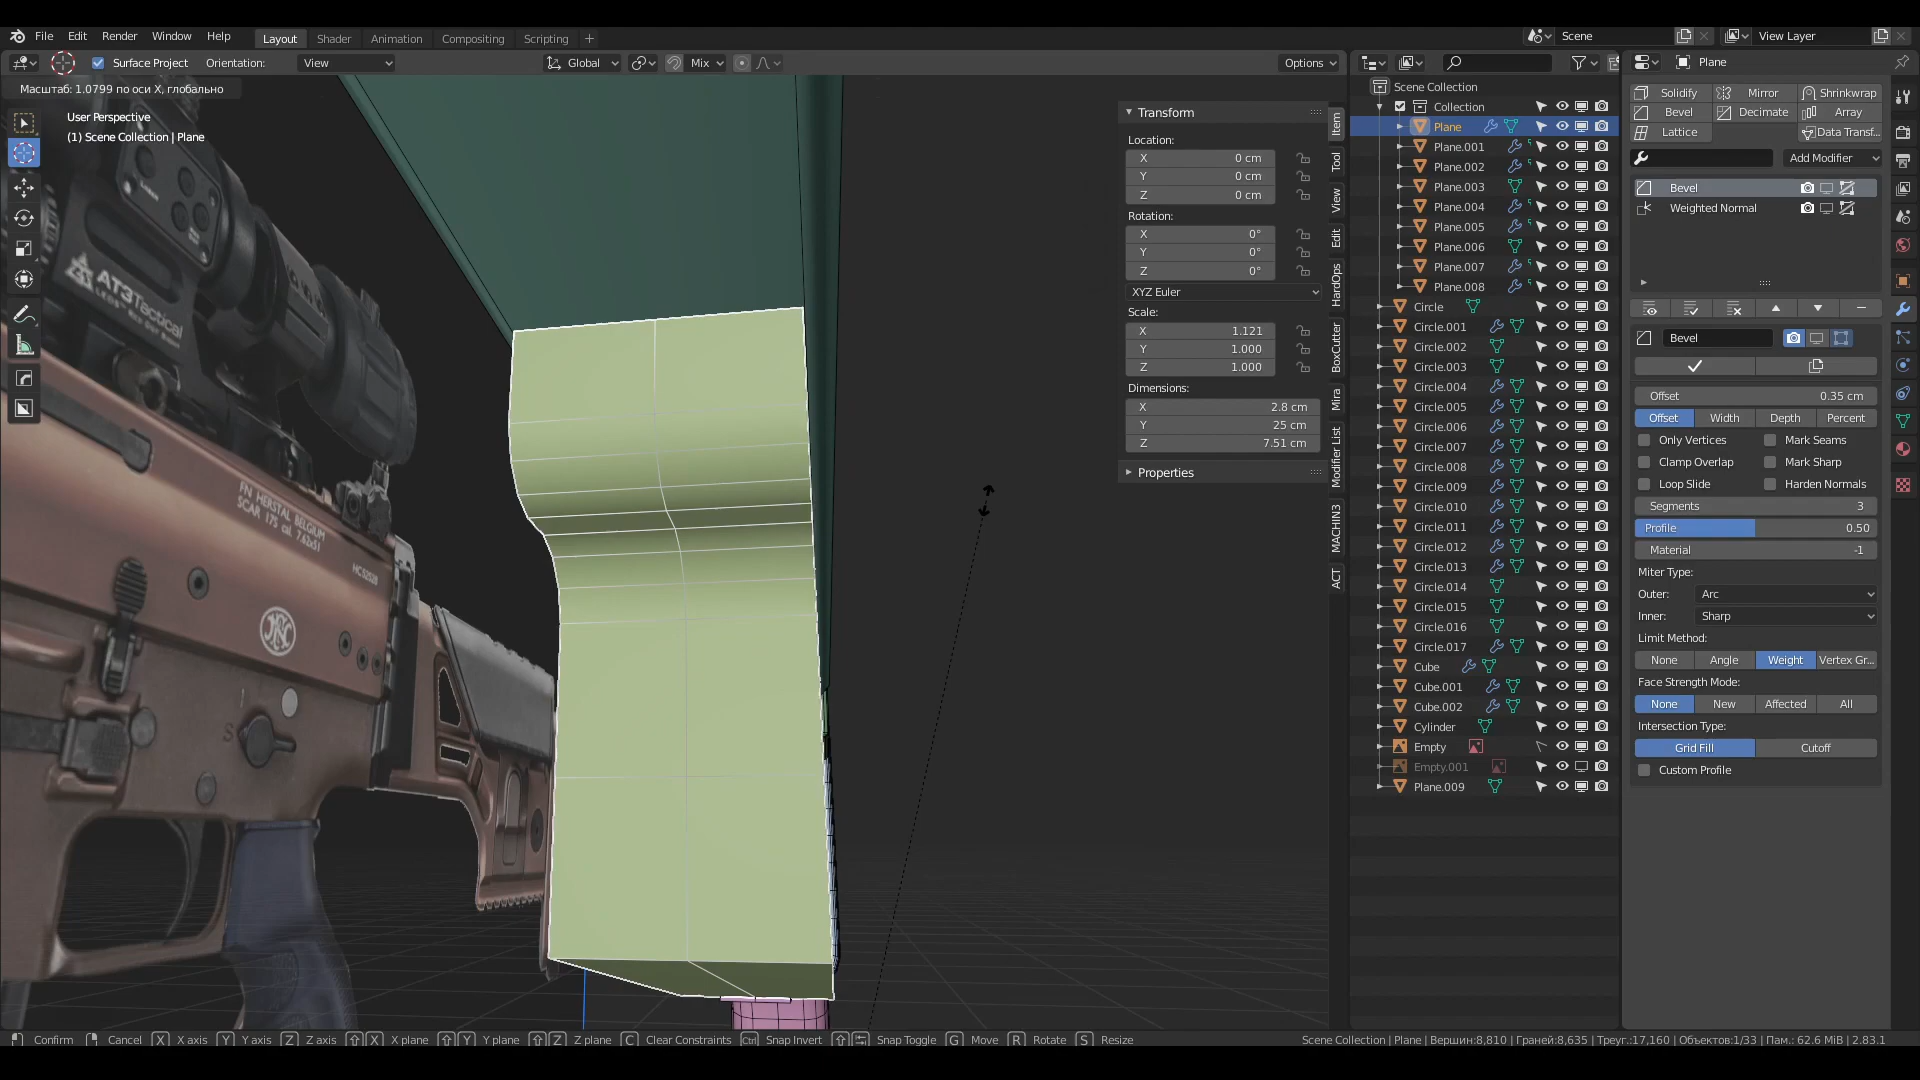 File Edit Render Window Help Layout Shader Animation Compositing Scripting +
Scene View Layer
Surface Project Orientation: View Global Mix Options
Plane
Масштаб: 1.0799 по оси X, глобально
User Perspective
(1) Scene Collection | Plane
AT3Tactical
FN HERSTAL BELGIUM
SCAR 17S cal. 7.62x51
FN
S
Transform
Location:
X 0 cm
Y 0 cm
Z 0 cm
Rotation:
X 0°
Y 0°
Z 0°
XYZ Euler
Scale:
X 1.121
Y 1.000
Z 1.000
Dimensions:
X 2.8 cm
Y 25 cm
Z 7.51 cm
Properties
Item
Tool
View
Edit
HardOps
BoxCutter
Mira
Modifier List
MACHIN3
ACT
Scene Collection
Collection
Plane
Plane.001
Plane.002
Plane.003
Plane.004
Plane.005
Plane.006
Plane.007
Plane.008
Circle
Circle.001
Circle.002
Circle.003
Circle.004
Circle.005
Circle.006
Circle.007
Circle.008
Circle.009
Circle.010
Circle.011
Circle.012
Circle.013
Circle.014
Circle.015
Circle.016
Circle.017
Cube
Cube.001
Cube.002
Cylinder
Empty
Empty.001
Plane.009
Solidify Mirror Shrinkwrap
Bevel Decimate Array
Lattice Data Transf...
Add Modifier
Bevel
Weighted Normal
Bevel
Offset 0.35 cm
Offset Width Depth Percent
Only Vertices Mark Seams
Clamp Overlap Mark Sharp
Loop Slide Harden Normals
Segments 3
Profile 0.50
Material -1
Miter Type:
Outer: Arc
Inner: Sharp
Limit Method:
None Angle Weight Vertex Gr...
Face Strength Mode:
None New Affected All
Intersection Type:
Grid Fill Cutoff
Custom Profile
Confirm Cancel X X axis Y Y axis Z Z axis X X plane Y Y plane Z Z plane C Clear Constraints Ctrl Snap Invert Snap Toggle G Move R Rotate S Resize
Scene Collection | Plane | Вершин:8,810 | Граней:8,635 | Треуг.:17,160 | Объектов:1/33 | Пам.: 62.6 MiB | 2.83.1